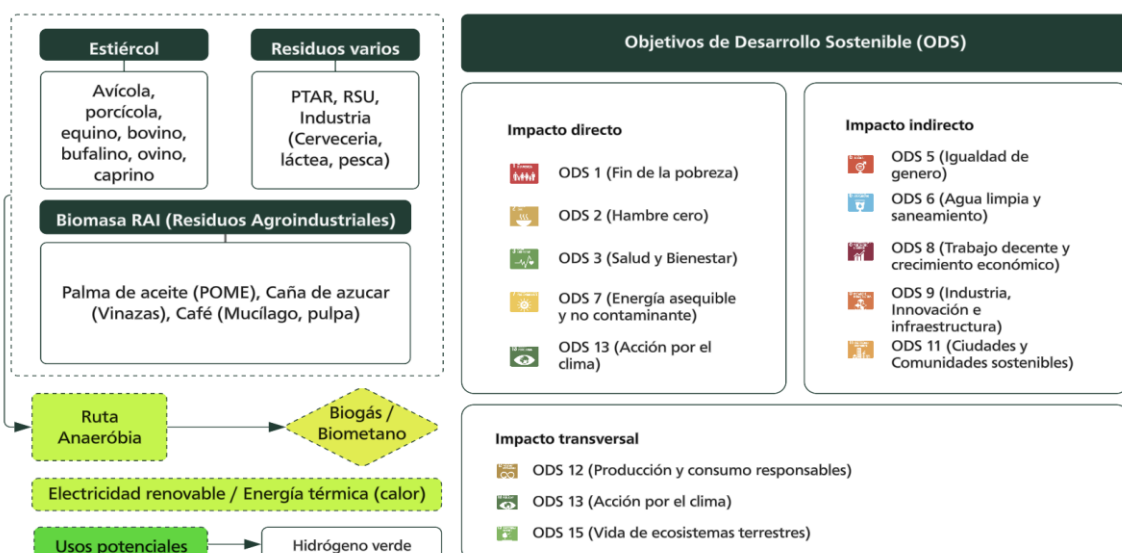 Estiércol
Avícola,
porcícola,
equino, bovino,
bufalino, ovino,
caprino
Residuos varios
PTAR, RSU,
Industria
(Cerveceria,
láctea, pesca)
Biomasa RAI (Residuos Agroindustriales)
Palma de aceite (POME), Caña de azucar
(Vinazas), Café (Mucílago, pulpa)
Ruta
Anaeróbia
Biogás /
Biometano
Electricidad renovable / Energía térmica (calor)
Usos potenciales
Hidrógeno verde
Objetivos de Desarrollo Sostenible (ODS)
Impacto directo
ODS 1 (Fin de la pobreza)
ODS 2 (Hambre cero)
ODS 3 (Salud y Bienestar)
ODS 7 (Energía asequible
y no contaminante)
ODS 13 (Acción por el
clima)
Impacto indirecto
ODS 5 (Igualdad de
genero)
ODS 6 (Agua limpia y
saneamiento)
ODS 8 (Trabajo decente y
crecimiento económico)
ODS 9 (Industria,
Innovación e
infraestructura)
ODS 11 (Ciudades y
Comunidades sostenibles)
Impacto transversal
ODS 12 (Producción y consumo responsables)
ODS 13 (Acción por el clima)
ODS 15 (Vida de ecosistemas terrestres)